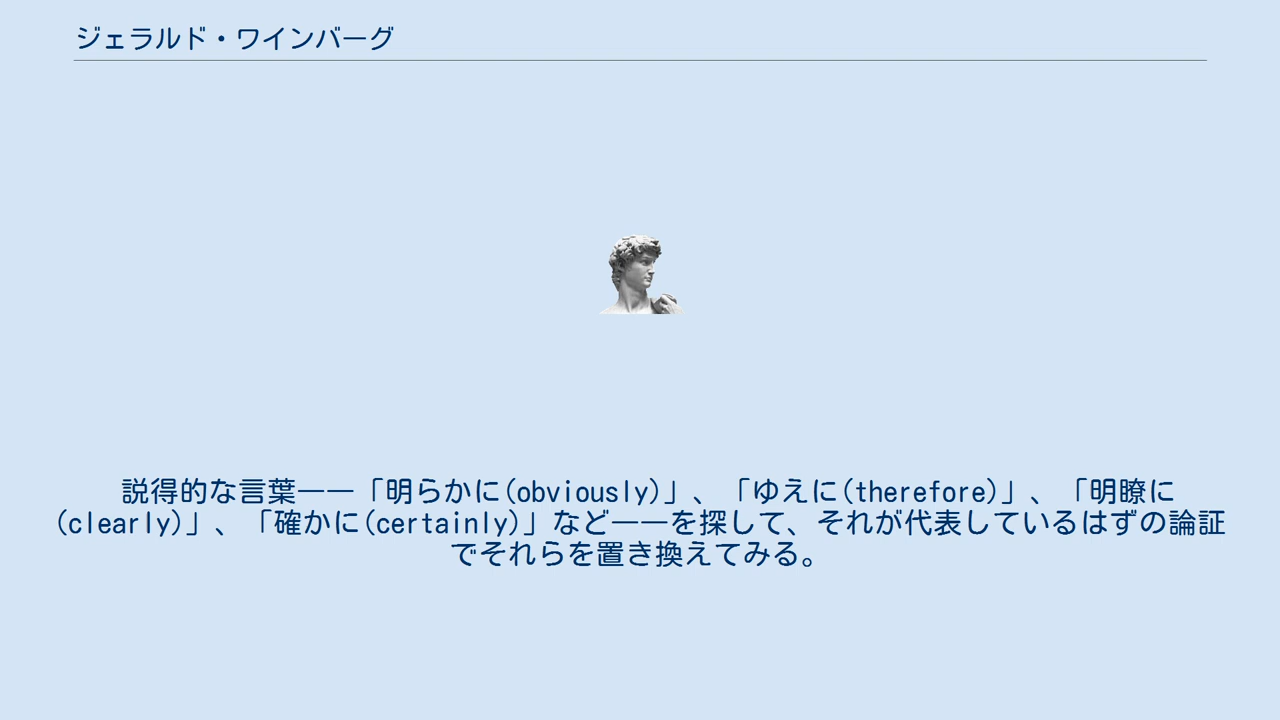 ジェラルド・ワインバーグ
説得的な言葉――「明らかに(obviously)」、「ゆえに(therefore)」、「明瞭に
(clearly)」、「確かに(certainly)」など――を探して、それが代表しているはずの論証
でそれらを置き換えてみる。